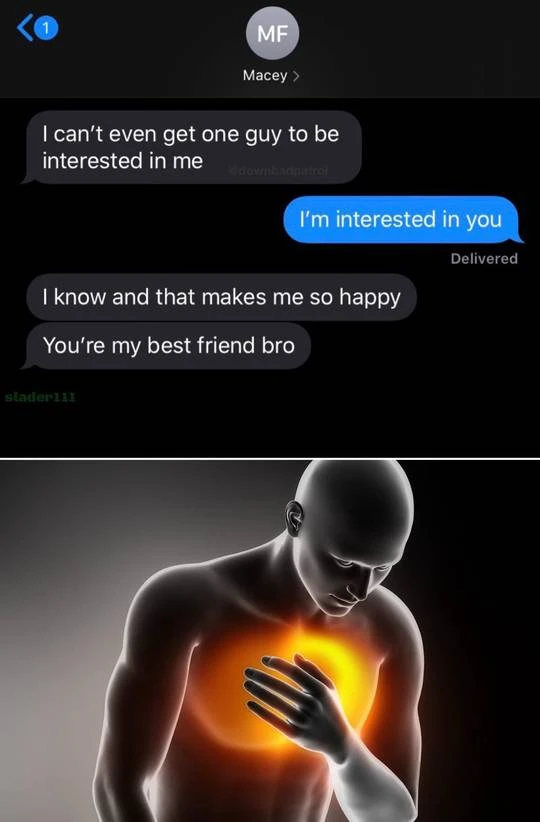 1
MF
Macey >
I can’t even get one guy to be
interested in me
@downbadpatrol
I’m interested in you
Delivered
I know and that makes me so happy
You’re my best friend bro
slader111